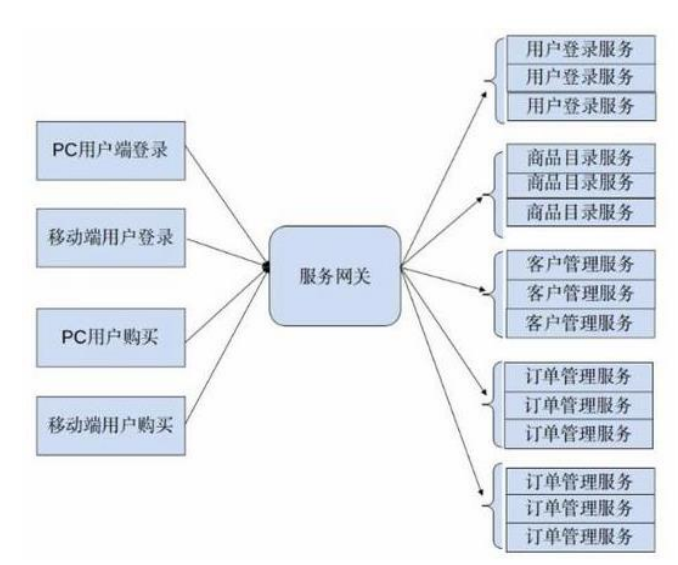 PC用户端登录
移动端用户登录
PC用户购买
移动端用户购买
服务网关
用户登录服务
用户登录服务
用户登录服务
商品目录服务
商品目录服务
商品目录服务
客户管理服务
客户管理服务
客户管理服务
订单管理服务
订单管理服务
订单管理服务
订单管理服务
订单管理服务
订单管理服务